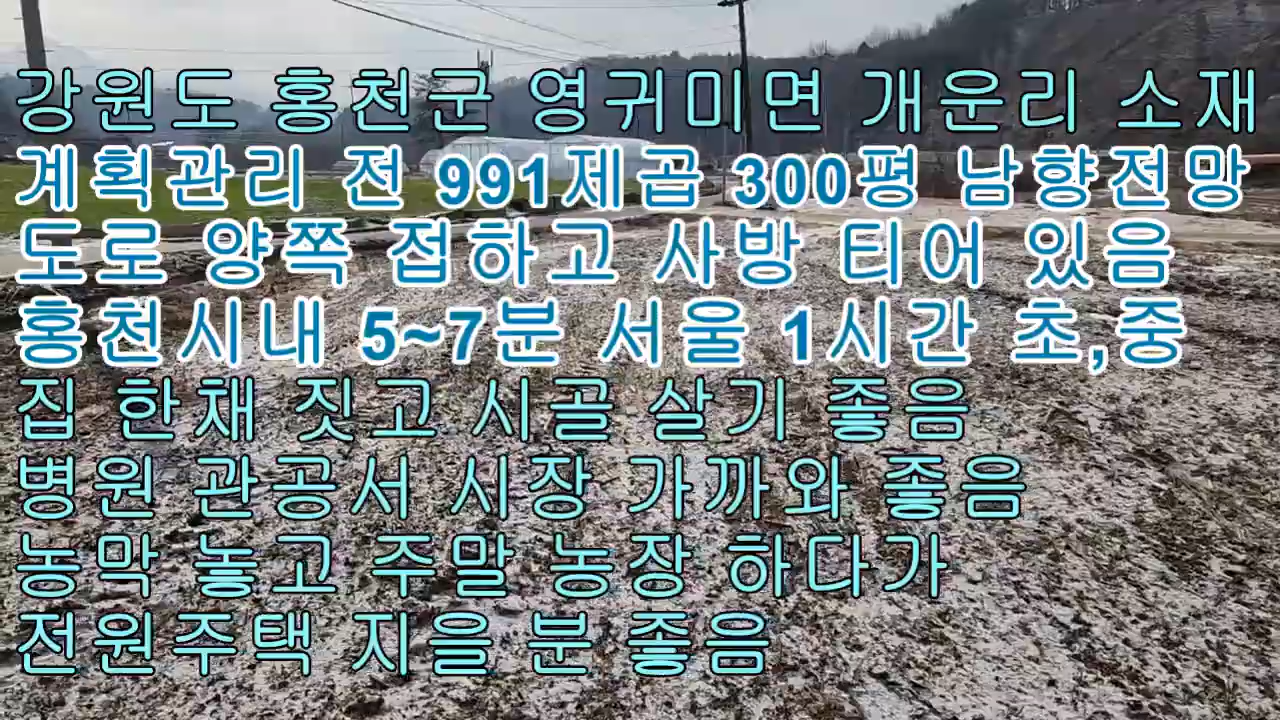 강원도 홍천군 영귀미면 개운리 소재
계획관리 전 991제곱 300평 남향전망
도로 양쪽 접하고 사방 티어 있음
홍천시내 5~7분 서울 1시간 초,중
집 한채 짓고 시골 살기 좋음
병원 관공서 시장 가까와 좋음
농막 놓고 주말 농장 하다가
전원주택 지을 분 좋음